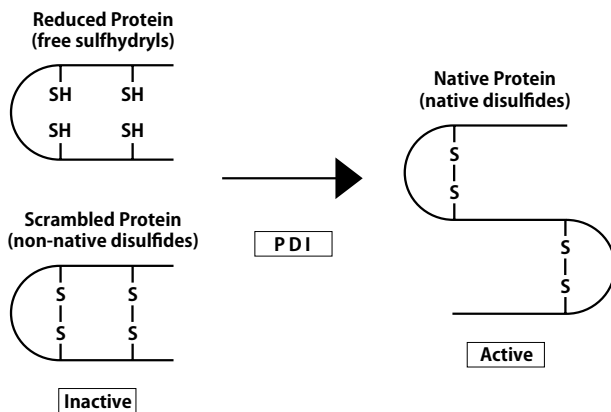 Reduced Protein
(free sulfhydryls)
SH SH
SH SH
Scrambled Protein
(non-native disulfides)
S S
S S
Inactive
P D I
Native Protein
(native disulfides)
S
S
S
S
Active